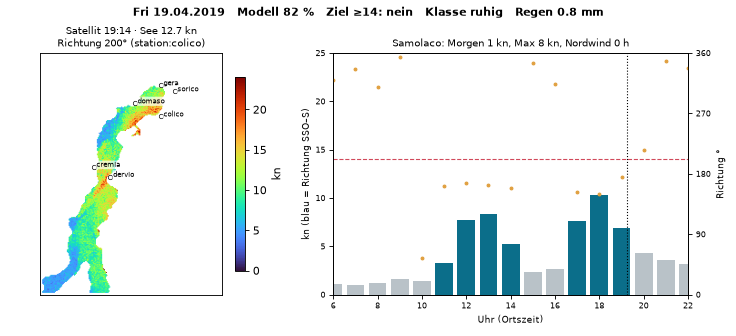 Fri 19.04.2019   Modell 82 %   Ziel ≥14: nein   Klasse ruhig   Regen 0.8 mm
Satellit 19:14 · See 12.7 kn
Richtung 200° (station:colico)
gera
sorico
domaso
colico
cremia
dervio
20
15
10
5
0
kn
Samolaco: Morgen 1 kn, Max 8 kn, Nordwind 0 h
25
20
15
10
5
0
kn (blau = Richtung SSO–S)
360
270
180
90
0
Richtung °
6 8 10 12 14 16 18 20 22
Uhr (Ortszeit)